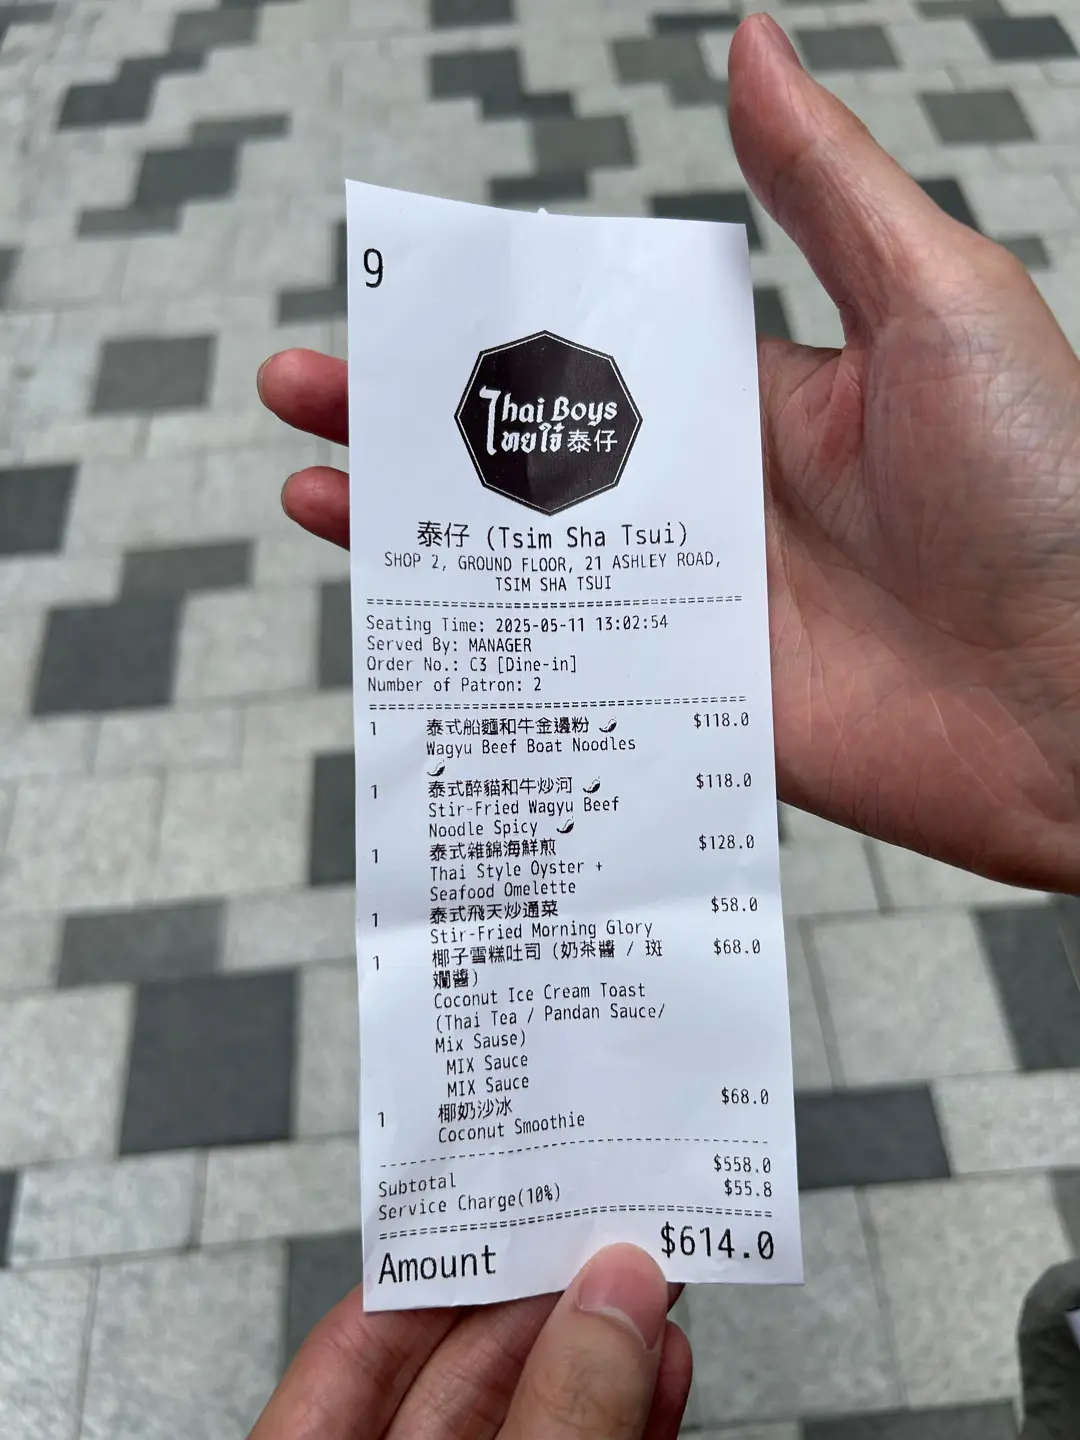 9
Thai Boys
ไทยใจ๋ 泰仔
泰仔 (Tsim Sha Tsui)
SHOP 2, GROUND FLOOR, 21 ASHLEY ROAD,
TSIM SHA TSUI
Seating Time: 2025-05-11 13:02:54
Served By: MANAGER
Order No.: C3 [Dine-in]
Number of Patron: 2
1 泰式船麵和牛金邊粉 $118.0
Wagyu Beef Boat Noodles
1 泰式醉貓和牛炒河 $118.0
Stir-Fried Wagyu Beef
Noodle Spicy
1 泰式雜錦海鮮煎 $128.0
Thai Style Oyster +
Seafood Omelette
1 泰式飛天炒通菜 $58.0
Stir-Fried Morning Glory
1 椰子雪糕吐司 (奶茶醬 / 斑 $68.0
斕醬)
Coconut Ice Cream Toast
(Thai Tea / Pandan Sauce/
Mix Sause)
MIX Sauce
MIX Sauce
1 椰奶沙冰 $68.0
Coconut Smoothie
Subtotal $558.0
Service Charge(10%) $55.8
Amount $614.0